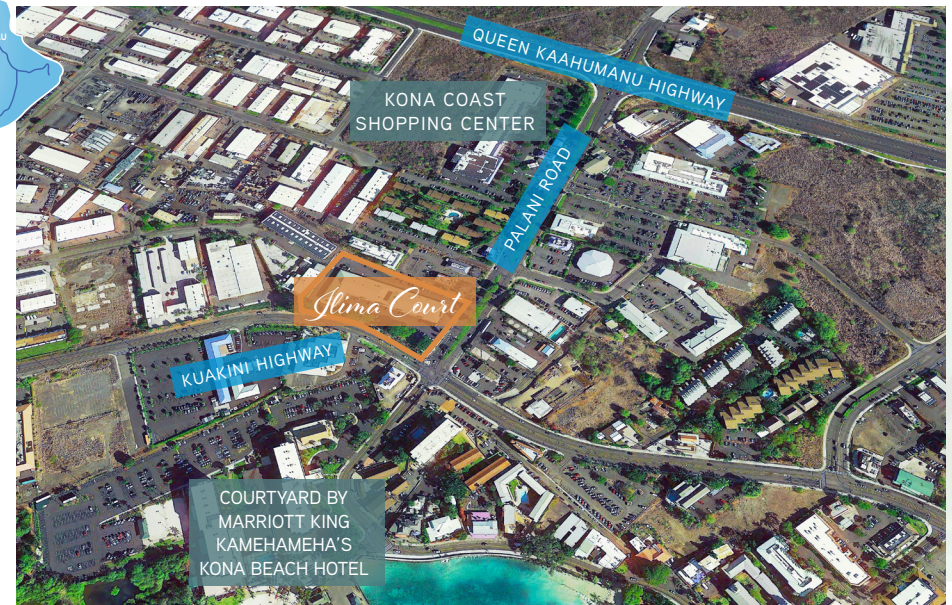 QUEEN KAAHUMANU HIGHWAY
KONA COAST
SHOPPING CENTER
PALANI ROAD
Ilima Court
KUAKINI HIGHWAY
COURTYARD BY
MARRIOTT KING
KAMEHAMEHA'S
KONA BEACH HOTEL